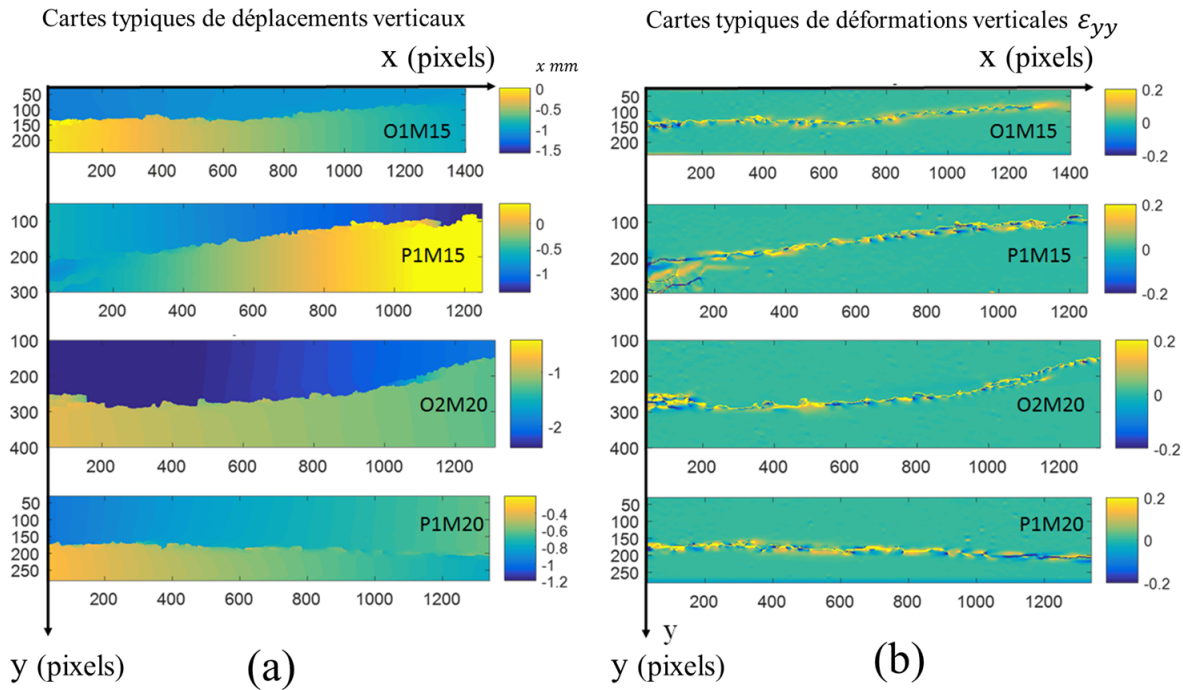 Cartes typiques de déplacements verticaux
Cartes typiques de déformations verticales εyy
x (pixels)
x mm
50
100
150
200
O1M15
0
-0.5
-1
-1.5
200 400 600 800 1000 1200 1400
100
200
300
P1M15
0
-0.5
-1
200 400 600 800 1000 1200
100
200
300
400
O2M20
-1
-2
200 400 600 800 1000 1200
50
100
150
200
250
P1M20
-0.4
-0.6
-0.8
-1
-1.2
200 400 600 800 1000 1200
y (pixels)
(a)
x (pixels)
50
100
150
200
O1M15
0.2
0
-0.2
200 400 600 800 1000 1200 1400
100
200
300
P1M15
0.2
0
-0.2
200 400 600 800 1000 1200
100
200
300
400
O2M20
0.2
0
-0.2
200 400 600 800 1000 1200
50
100
150
200
250
P1M20
0.2
0
-0.2
200 400 600 800 1000 1200
y
y (pixels)
(b)